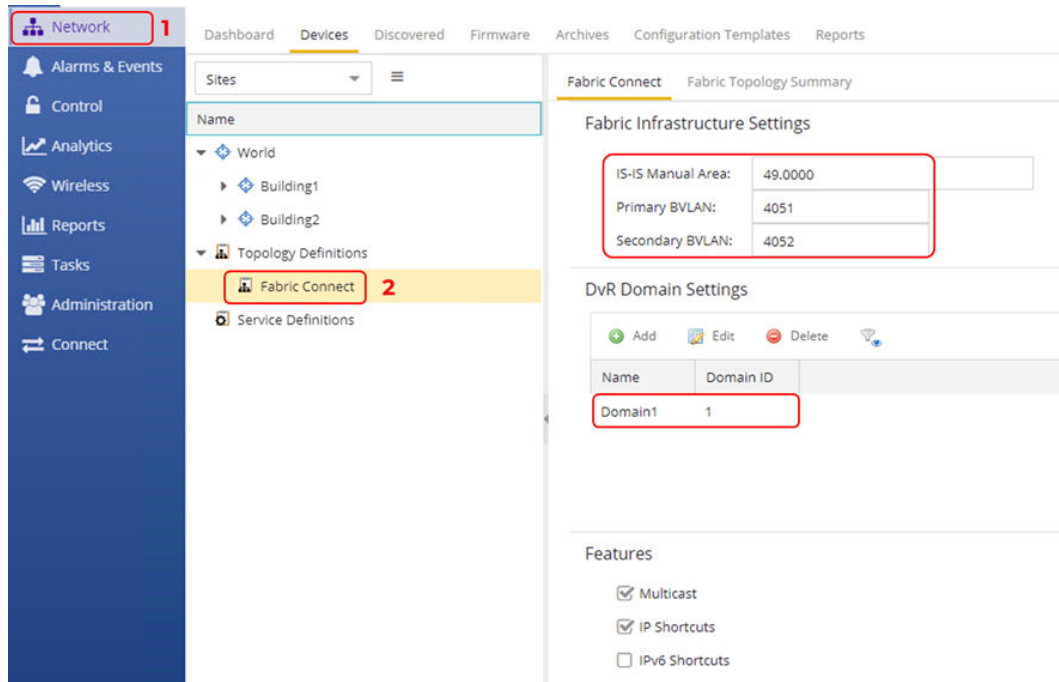 Network 1
Alarms & Events
Control
Analytics
Wireless
Reports
Tasks
Administration
Connect
Dashboard Devices Discovered Firmware Archives Configuration Templates Reports
Sites
Name
World
Building1
Building2
Topology Definitions
Fabric Connect 2
Service Definitions
Fabric Connect Fabric Topology Summary
Fabric Infrastructure Settings
IS-IS Manual Area: 49.0000
Primary BVLAN: 4051
Secondary BVLAN: 4052
DvR Domain Settings
Add Edit Delete
Name Domain ID
Domain1 1
Features
Multicast
IP Shortcuts
IPv6 Shortcuts